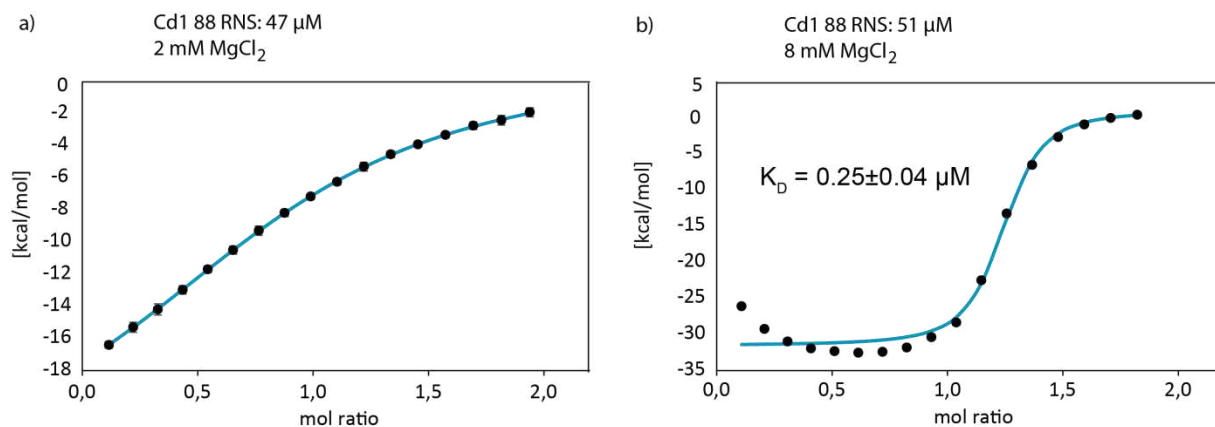 a)
Cd1 88 RNS: 47 µM
2 mM MgCl₂
0
-2
-4
-6
-8
-10
-12
-14
-16
-18
[kcal/mol]
0,0 0,5 1,0 1,5 2,0
mol ratio
b)
Cd1 88 RNS: 51 µM
8 mM MgCl₂
5
0
-5
-10
-15
-20
-25
-30
-35
[kcal/mol]
K_D = 0.25±0.04 µM
0,0 0,5 1,0 1,5 2,0
mol ratio